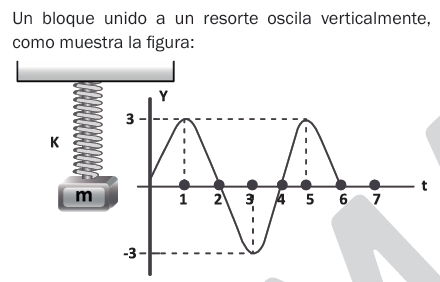 Un bloque unido a un resorte oscila verticalmente,
como muestra la figura:
Y
3
K
m
t
1 2 3 4 5 6 7
-3